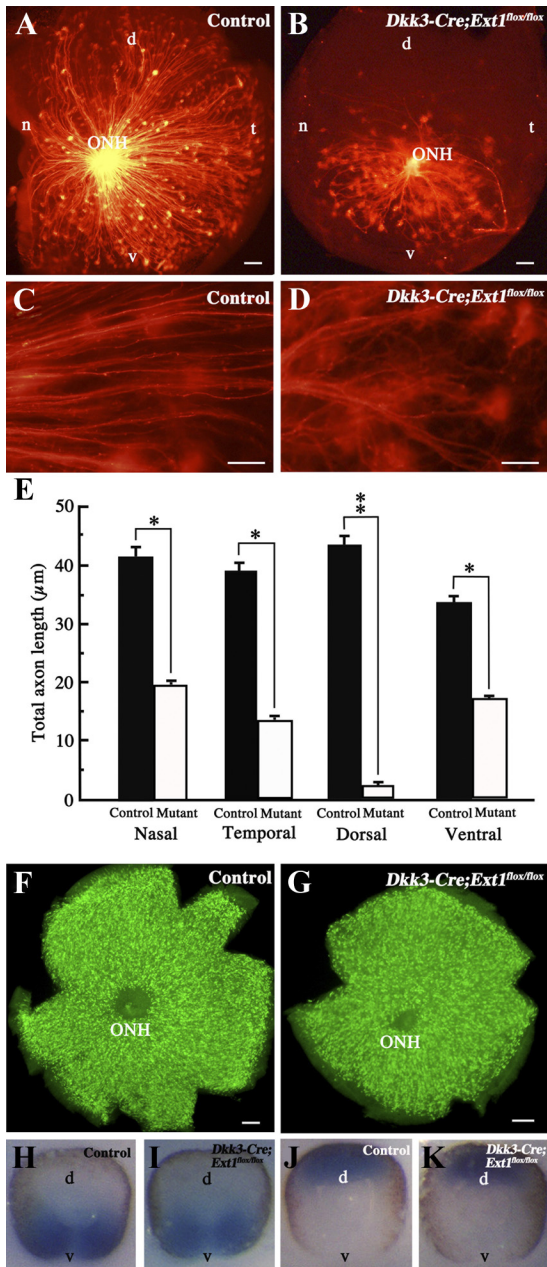 A Control
d
n
ONH
t
v
B Dkk3-Cre;Ext1flox/flox
d
n
ONH
t
v
C Control
D Dkk3-Cre;Ext1flox/flox
E
Total axon length (µm)
50
40
30
20
10
0
*
*
*
*
*
Control Mutant Control Mutant Control Mutant Control Mutant
Nasal Temporal Dorsal Ventral
F Control
ONH
G Dkk3-Cre;Ext1flox/flox
ONH
H Control
d
v
I Dkk3-Cre;
Ext1flox/flox
d
v
J Control
d
v
K Dkk3-Cre;
Ext1flox/flox
d
v